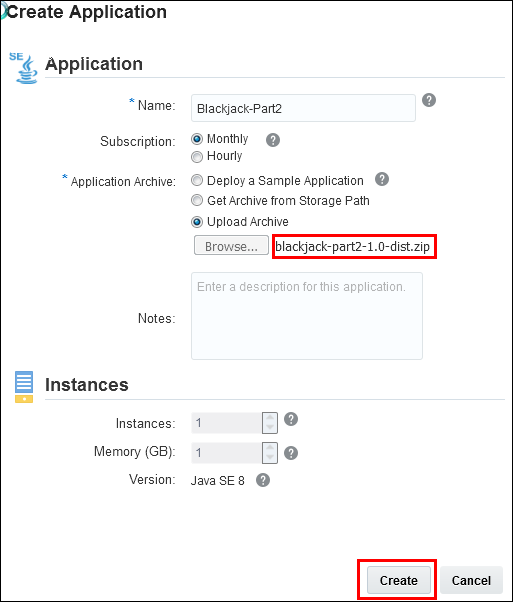 Create Application
SE Application
* Name: Blackjack-Part2 ?
Subscription: Monthly ?
Hourly
* Application Archive: Deploy a Sample Application ?
Get Archive from Storage Path
Upload Archive
Browse... blackjack-part2-1.0-dist.zip
Enter a description for this application.
Notes:
Instances
Instances: 1 ?
Memory (GB): 1 ?
Version: Java SE 8 ?
Create Cancel